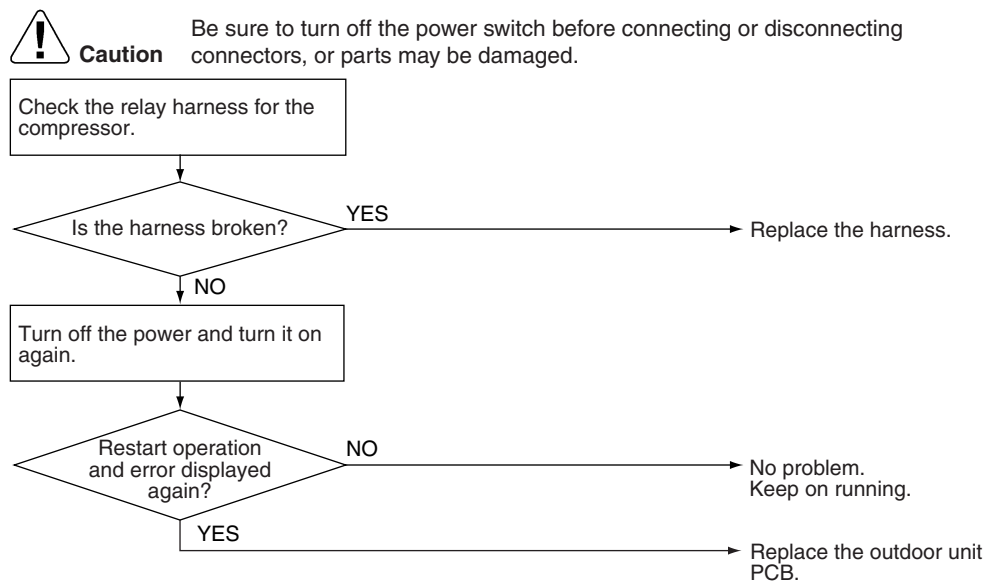 Be sure to turn off the power switch before connecting or disconnecting
Caution connectors, or parts may be damaged.
Check the relay harness for the
compressor.
Is the harness broken?
YES
Replace the harness.
NO
Turn off the power and turn it on
again.
Restart operation
and error displayed
again?
NO
No problem.
Keep on running.
YES
Replace the outdoor unit
PCB.